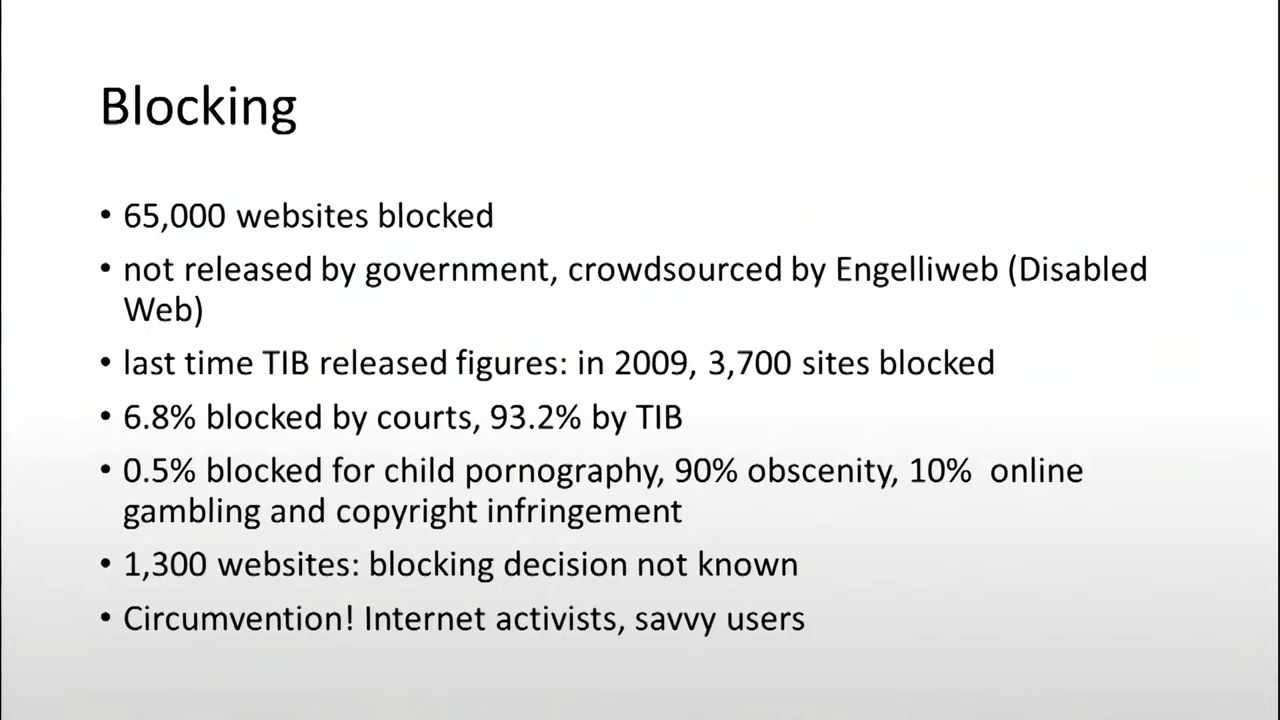 Blocking
• 65,000 websites blocked
• not released by government, crowdsourced by Engelliweb (Disabled
Web)
• last time TIB released figures: in 2009, 3,700 sites blocked
• 6.8% blocked by courts, 93.2% by TIB
• 0.5% blocked for child pornography, 90% obscenity, 10%  online
gambling and copyright infringement
• 1,300 websites: blocking decision not known
• Circumvention! Internet activists, savvy users